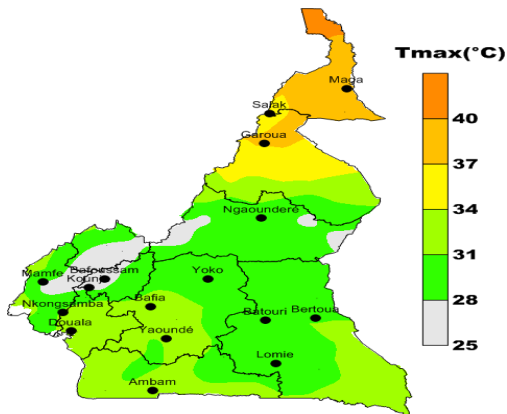 Tmax(°C)
Maga
Salak
Garoua
40
37
34
Ngaounderé
31
Mamfe
Bafoussam
Yoko
28
Nkongsamba
Bafia
Batouri
Bertoua
Douala
Yaoundé
25
Lomie
Ambam